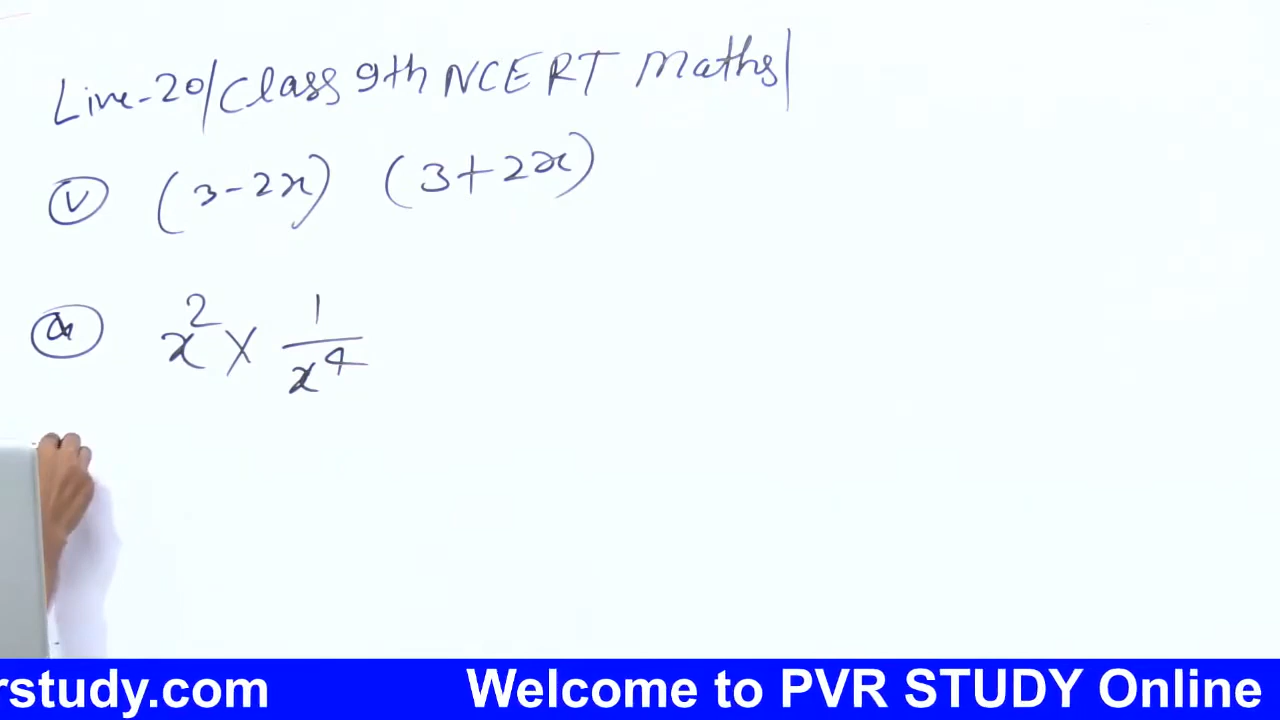 Live-20/Class 9th NCERT Maths|
(v) (3-2x) (3+2x)
x² × 1/x⁴
rstudy.com Welcome to PVR STUDY Online